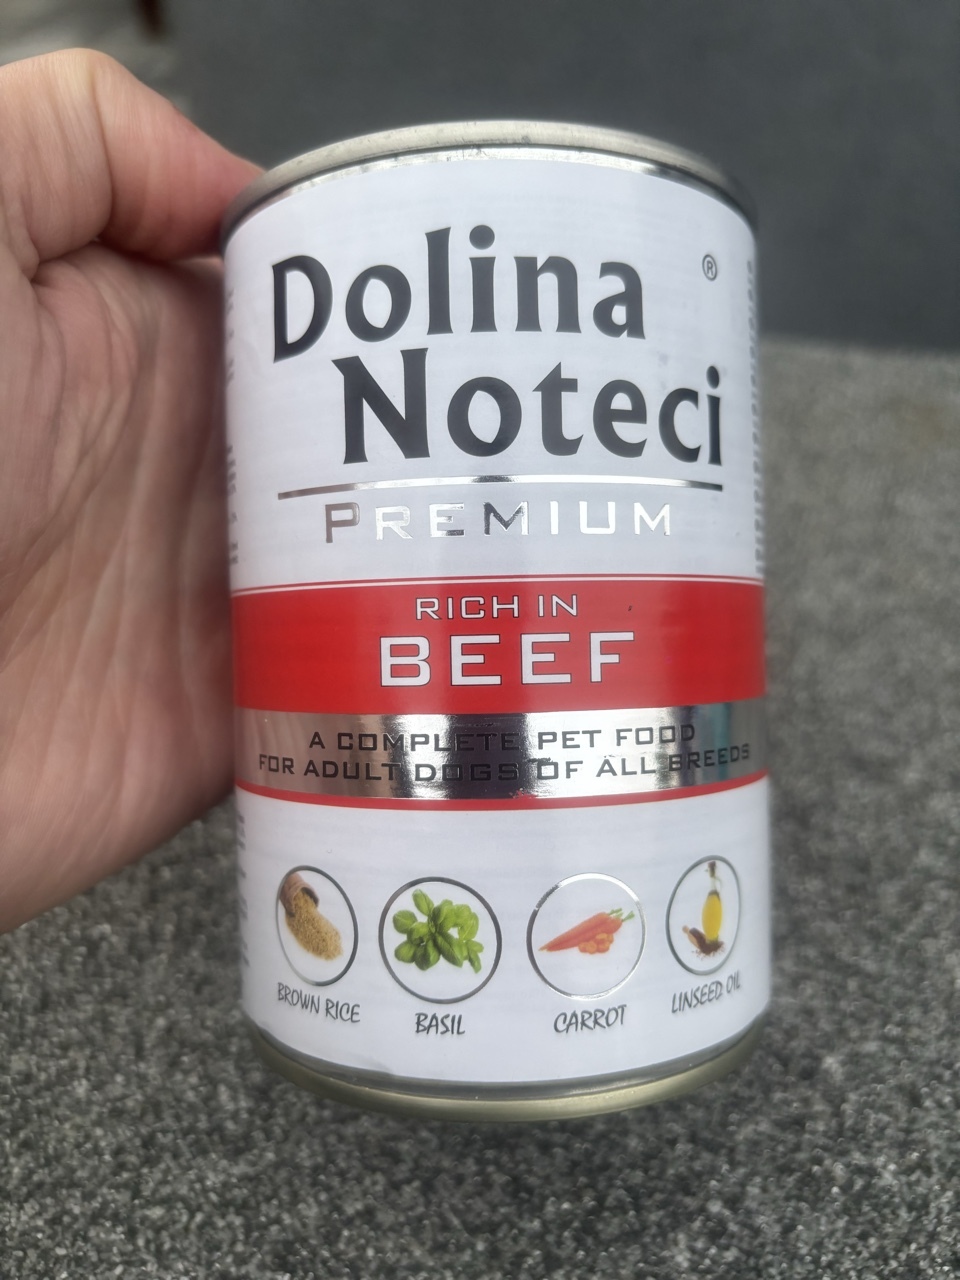 Dolina ®
Noteci
PREMIUM
RICH IN
BEEF
A COMPLETE PET FOOD
FOR ADULT DOGS OF ALL BREEDS
BROWN RICE
BASIL
CARROT
LINSEED OIL